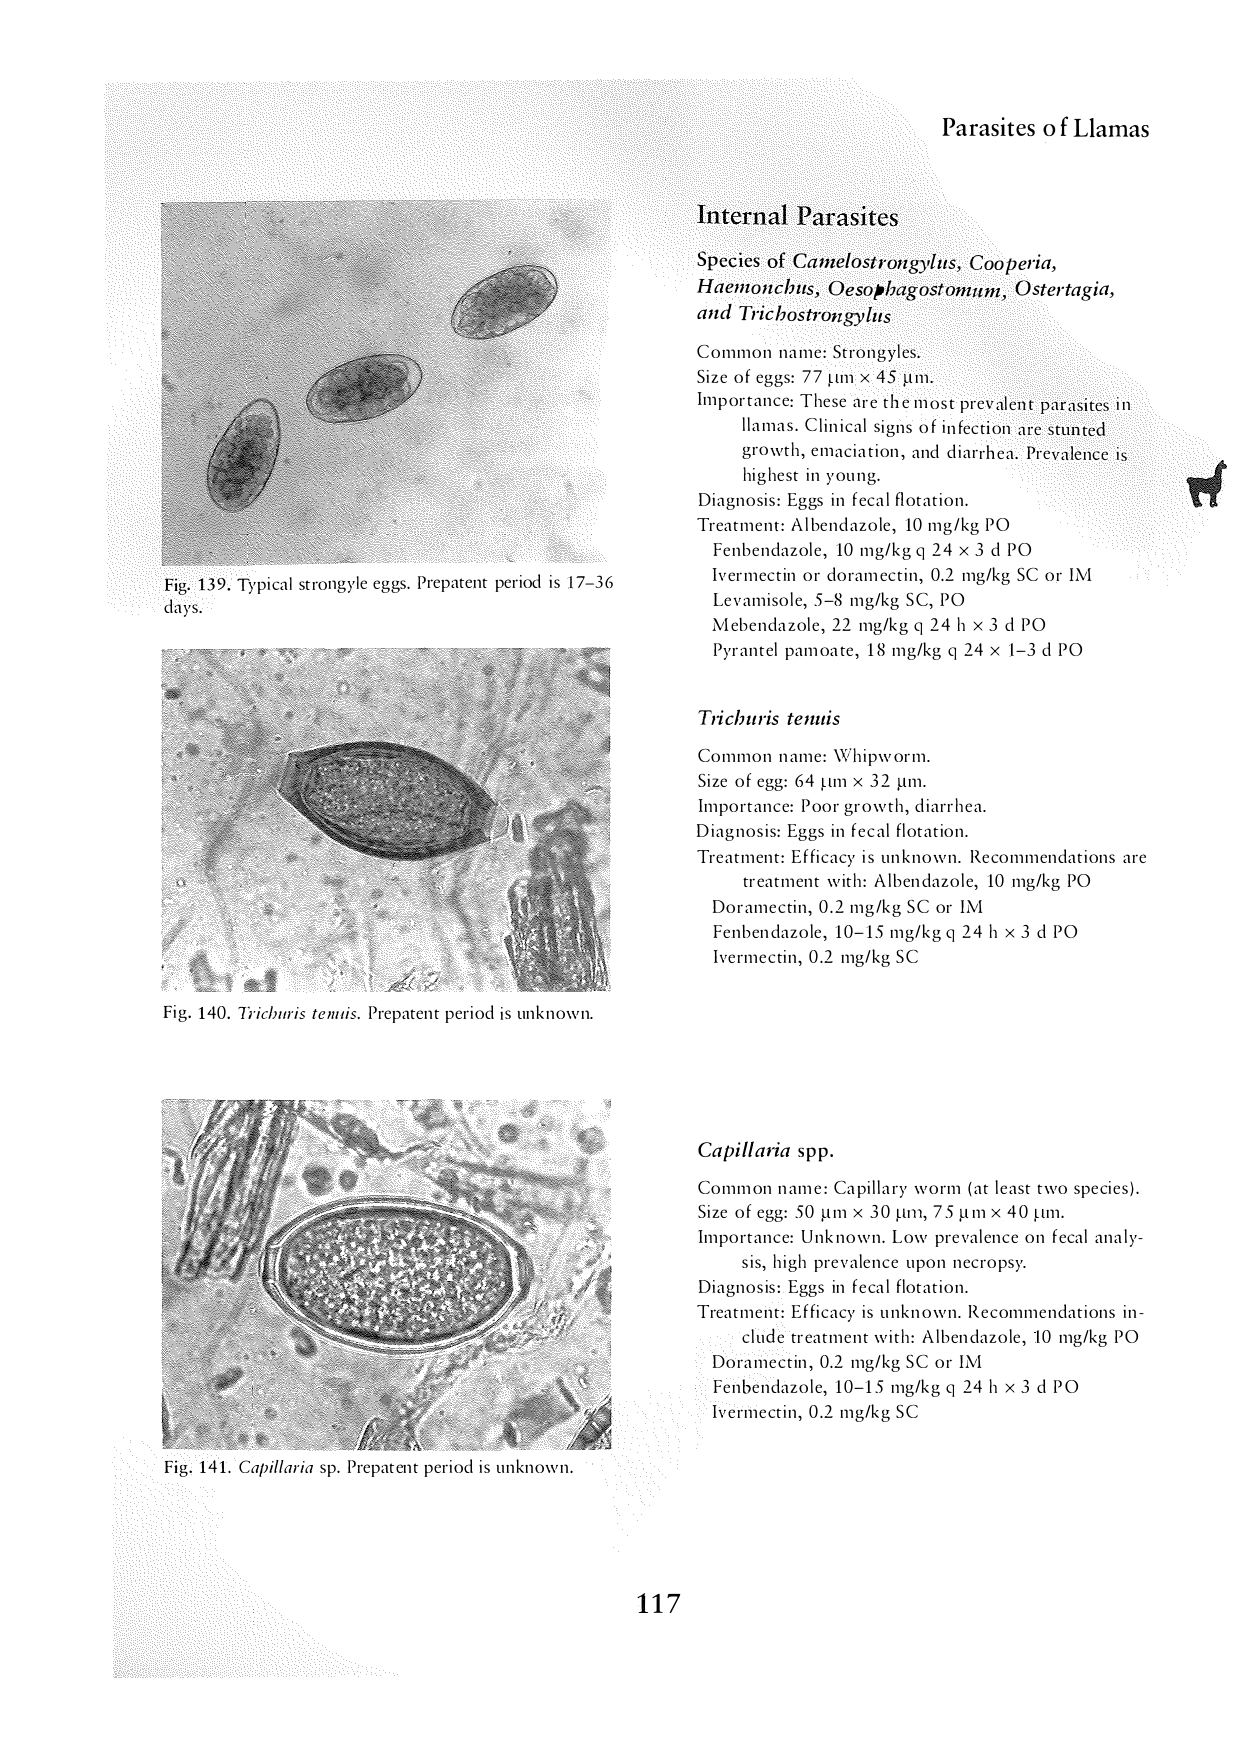 Parasites of Llamas
Internal Parasites
Species of Camelostrongylus, Cooperia,
Haemonchus, Oesophagostomum, Ostertagia,
and Trichostrongylus
Common name: Strongyles.
Size of eggs: 77 µm × 45 µm.
Importance: These are the most prevalent parasites in
llamas. Clinical signs of infection are stunted
growth, emaciation, and diarrhea. Prevalence is
highest in young.
Diagnosis: Eggs in fecal flotation.
Treatment: Albendazole, 10 mg/kg PO
Fenbendazole, 10 mg/kg q 24 × 3 d PO
Ivermectin or doramectin, 0.2 mg/kg SC or IM
Levamisole, 5–8 mg/kg SC, PO
Mebendazole, 22 mg/kg q 24 h × 3 d PO
Pyrantel pamoate, 18 mg/kg q 24 × 1–3 d PO
Fig. 139. Typical strongyle eggs. Prepatent period is 17–36
days.
Trichuris tenuis
Common name: Whipworm.
Size of egg: 64 µm × 32 µm.
Importance: Poor growth, diarrhea.
Diagnosis: Eggs in fecal flotation.
Treatment: Efficacy is unknown. Recommendations are
treatment with: Albendazole, 10 mg/kg PO
Doramectin, 0.2 mg/kg SC or IM
Fenbendazole, 10–15 mg/kg q 24 h × 3 d PO
Ivermectin, 0.2 mg/kg SC
Fig. 140. Trichuris tenuis. Prepatent period is unknown.
Capillaria spp.
Common name: Capillary worm (at least two species).
Size of egg: 50 µm × 30 µm, 75 µm × 40 µm.
Importance: Unknown. Low prevalence on fecal analy-
sis, high prevalence upon necropsy.
Diagnosis: Eggs in fecal flotation.
Treatment: Efficacy is unknown. Recommendations in-
clude treatment with: Albendazole, 10 mg/kg PO
Doramectin, 0.2 mg/kg SC or IM
Fenbendazole, 10–15 mg/kg q 24 h × 3 d PO
Ivermectin, 0.2 mg/kg SC
Fig. 141. Capillaria sp. Prepatent period is unknown.
117